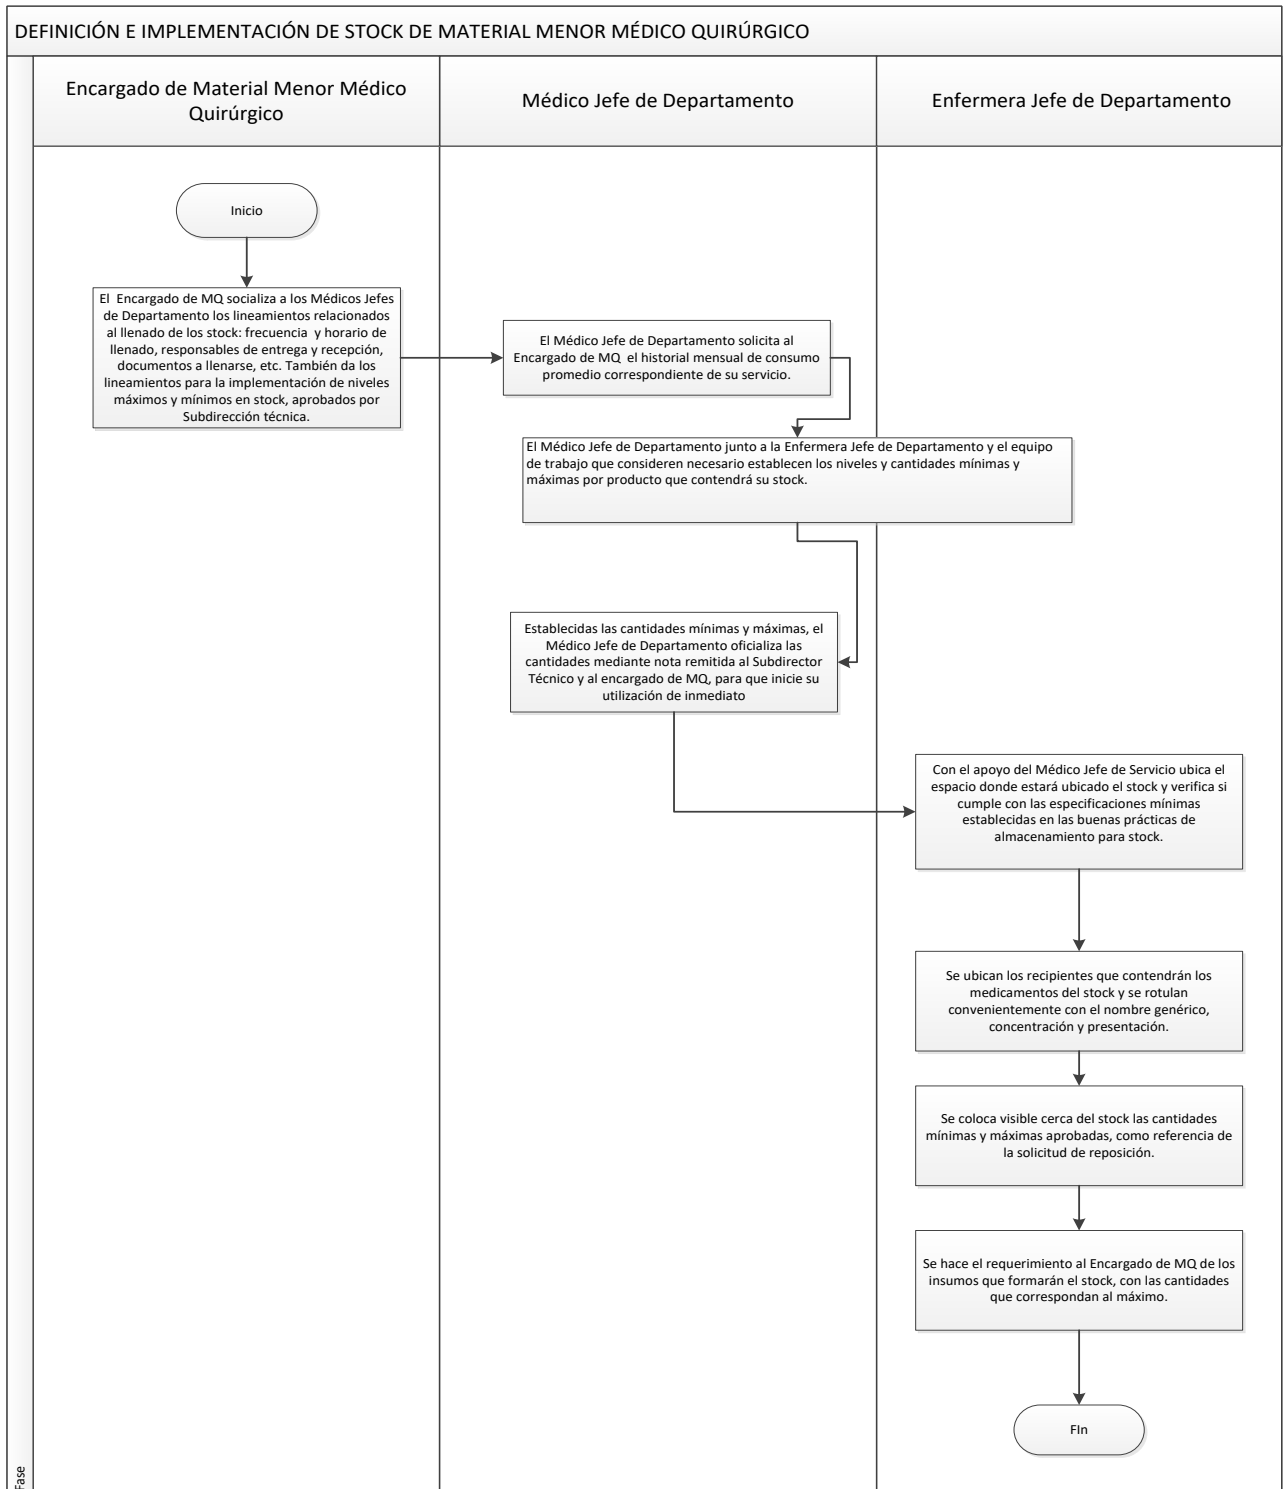 DEFINICIÓN E IMPLEMENTACIÓN DE STOCK DE MATERIAL MENOR MÉDICO QUIRÚRGICO
Encargado de Material Menor Médico
Quirúrgico
Médico Jefe de Departamento
Enfermera Jefe de Departamento
Inicio
El Encargado de MQ socializa a los Médicos Jefes
de Departamento los lineamientos relacionados
al llenado de los stock: frecuencia y horario de
llenado, responsables de entrega y recepción,
documentos a llenarse, etc. También da los
lineamientos para la implementación de niveles
máximos y mínimos en stock, aprobados por
Subdirección técnica.
El Médico Jefe de Departamento solicita al
Encargado de MQ el historial mensual de consumo
promedio correspondiente de su servicio.
El Médico Jefe de Departamento junto a la Enfermera Jefe de Departamento y el equipo
de trabajo que consideren necesario establecen los niveles y cantidades mínimas y
máximas por producto que contendrá su stock.
Establecidas las cantidades mínimas y máximas, el
Médico Jefe de Departamento oficializa las
cantidades mediante nota remitida al Subdirector
Técnico y al encargado de MQ, para que inicie su
utilización de inmediato
Con el apoyo del Médico Jefe de Servicio ubica el
espacio donde estará ubicado el stock y verifica si
cumple con las especificaciones mínimas
establecidas en las buenas prácticas de
almacenamiento para stock.
Se ubican los recipientes que contendrán los
medicamentos del stock y se rotulan
convenientemente con el nombre genérico,
concentración y presentación.
Se coloca visible cerca del stock las cantidades
mínimas y máximas aprobadas, como referencia de
la solicitud de reposición.
Se hace el requerimiento al Encargado de MQ de los
insumos que formarán el stock, con las cantidades
que correspondan al máximo.
FIn
Fase